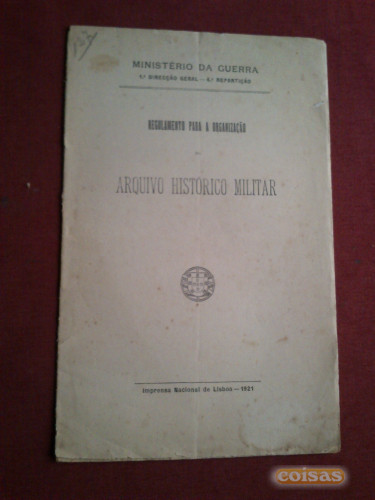 MINISTÉRIO DA GUERRA
1.ª DIRECÇÃO GERAL — 4.ª REPARTIÇÃO
REGULAMENTO PARA A ORGANIZAÇÃO
DO
ARQUIVO HISTÓRICO MILITAR
Imprensa Nacional de Lisboa — 1921
coisas